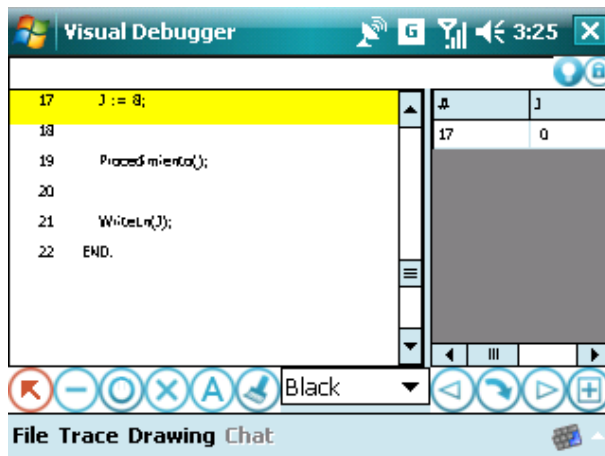 Visual Debugger G 3:25
17 J := 8;
18
19 Procedimiento();
20
21 WriteLn(J);
22 END.
J
17 0
A Black
File Trace Drawing Chat